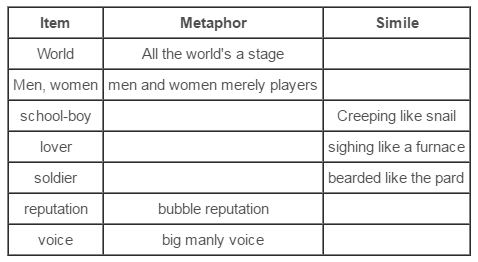 Item Metaphor Simile
World All the world's a stage
Men, women men and women merely players
school-boy Creeping like snail
lover sighing like a furnace
soldier bearded like the pard
reputation bubble reputation
voice big manly voice